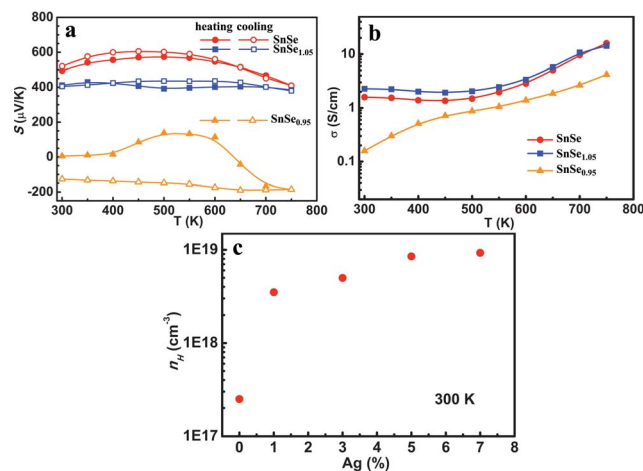 a
heating cooling
SnSe
SnSe1.05
SnSe0.95
800
600
400
200
0
-200
S (μV/K)
300 400 500 600 700 800
T (K)
b
10
1
0.1
σ (S/cm)
SnSe
SnSe1.05
SnSe0.95
300 400 500 600 700 800
T (K)
c
1E19
1E18
1E17
nH (cm-3)
300 K
0 1 2 3 4 5 6 7 8
Ag (%)